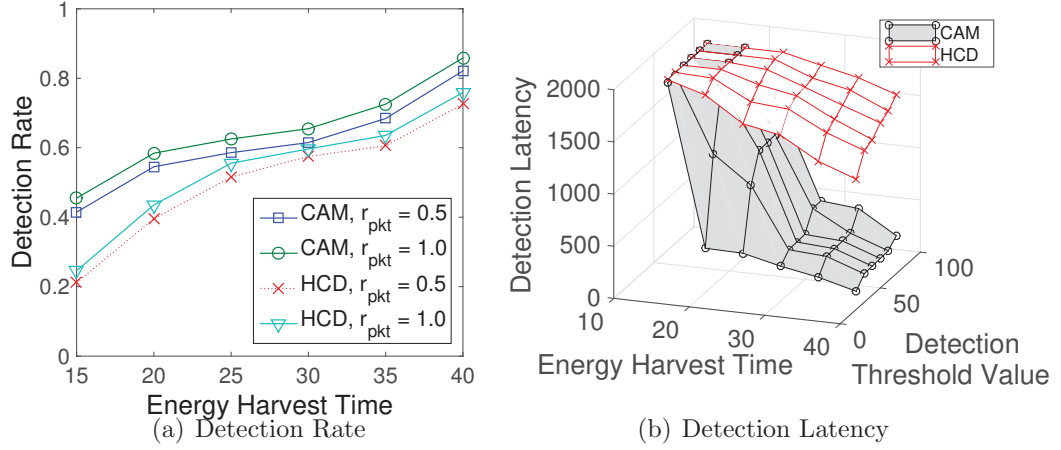 1
0.8
0.6
0.4
0.2
0
15
20
25
30
35
40
Detection Rate
Energy Harvest Time
CAM, r_pkt = 0.5
CAM, r_pkt = 1.0
HCD, r_pkt = 0.5
HCD, r_pkt = 1.0
(a) Detection Rate
CAM
HCD
2000
1500
1000
500
0
Detection Latency
10
20
30
40
Energy Harvest Time
0
50
100
Detection
Threshold Value
(b) Detection Latency